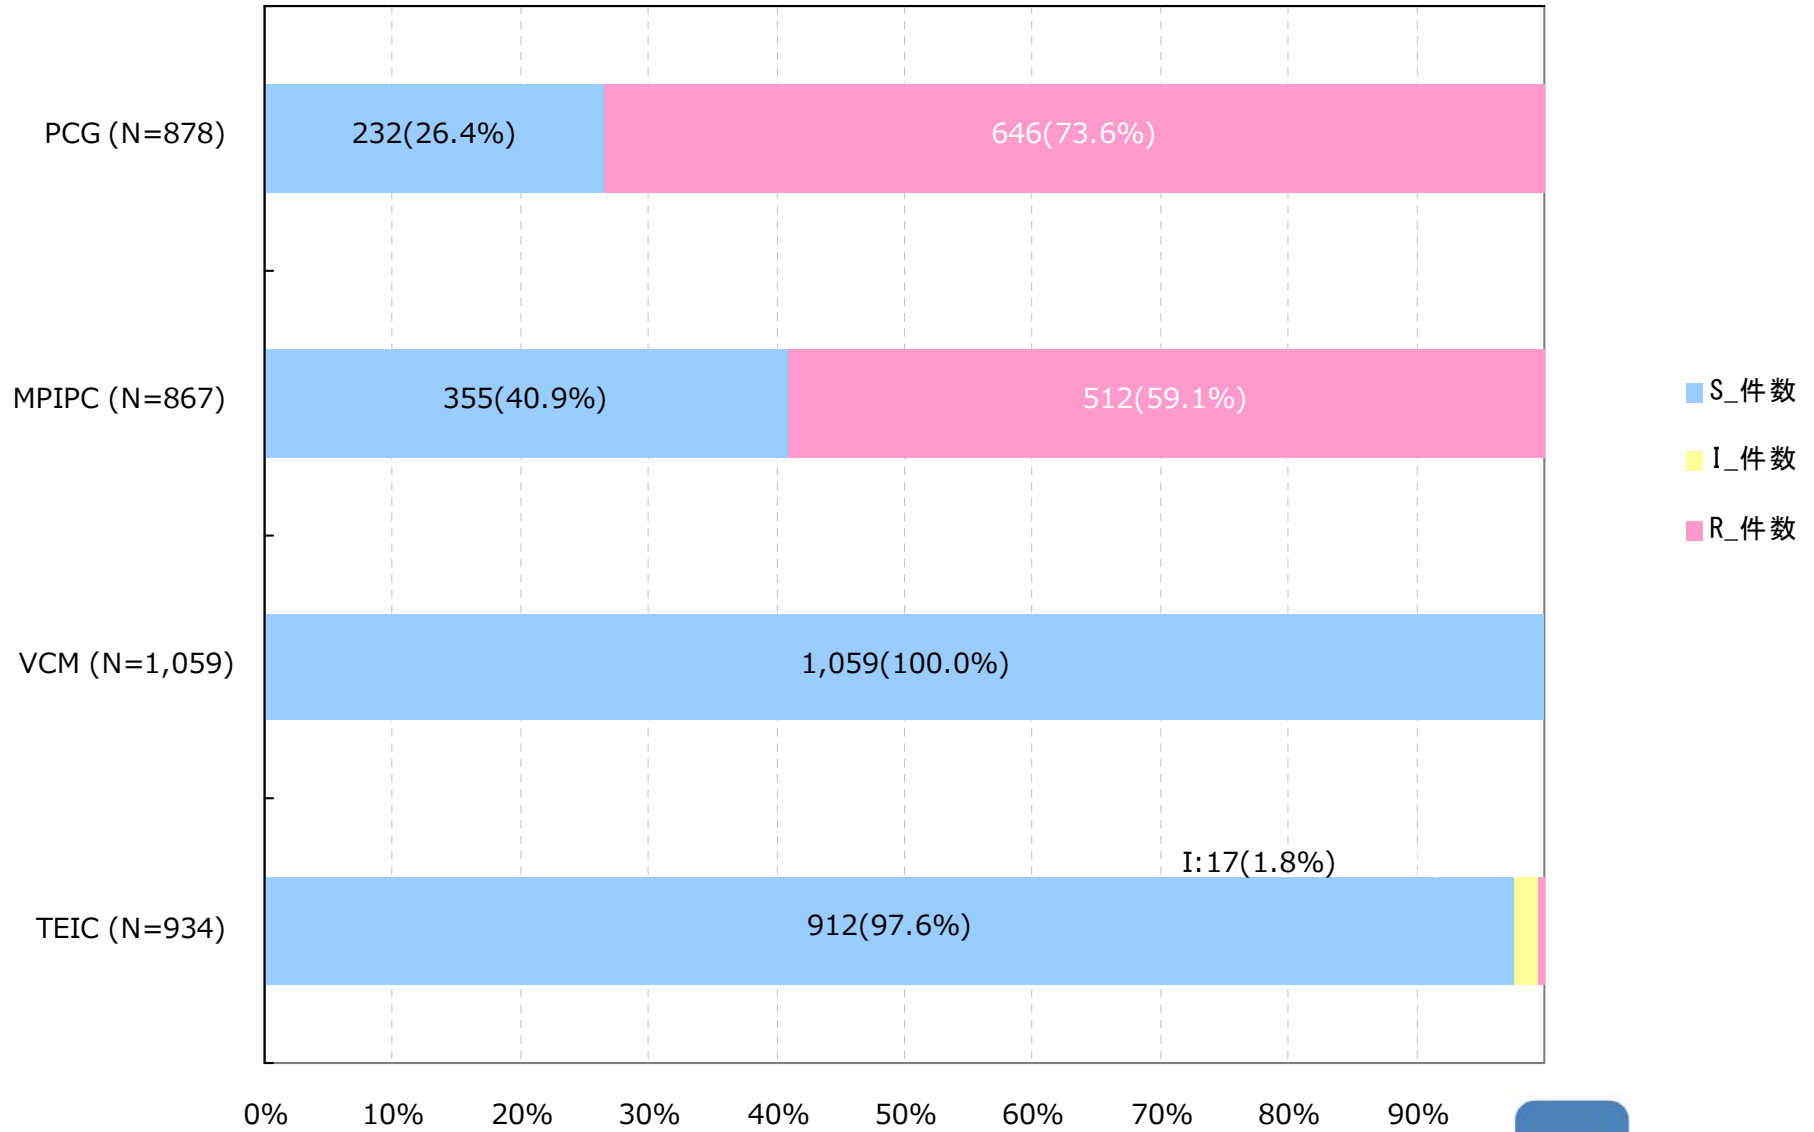 PCG (N=878)
232(26.4%)
646(73.6%)
MPIPC (N=867)
355(40.9%)
512(59.1%)
VCM (N=1,059)
1,059(100.0%)
I:17(1.8%)
TEIC (N=934)
912(97.6%)
S_件数
I_件数
R_件数
0% 10% 20% 30% 40% 50% 60% 70% 80% 90%